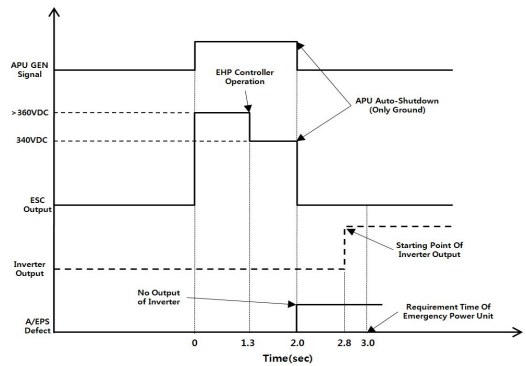 APU GEN
Signal
EHP Controller
Operation
>360VDC
APU Auto-Shutdown
(Only Ground)
340VDC
ESC
Output
Starting Point Of
Inverter Output
Inverter
Output
No Output
of Inverter
Requirement Time Of
Emergency Power Unit
A/EPS
Defect
0
1.3
2.0
2.8
3.0
Time(sec)